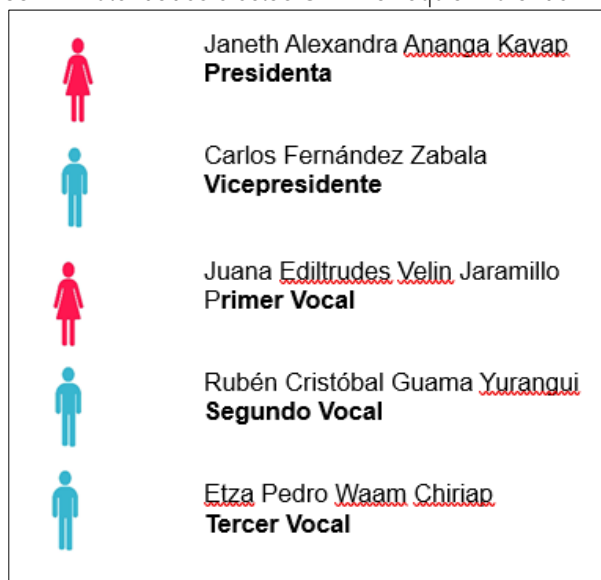 Janeth Alexandra Ananga Kayap
Presidenta
Carlos Fernández Zabala
Vicepresidente
Juana Ediltrudes Velin Jaramillo
Primer Vocal
Rubén Cristóbal Guama Yurangui
Segundo Vocal
Etza Pedro Waam Chiriap
Tercer Vocal